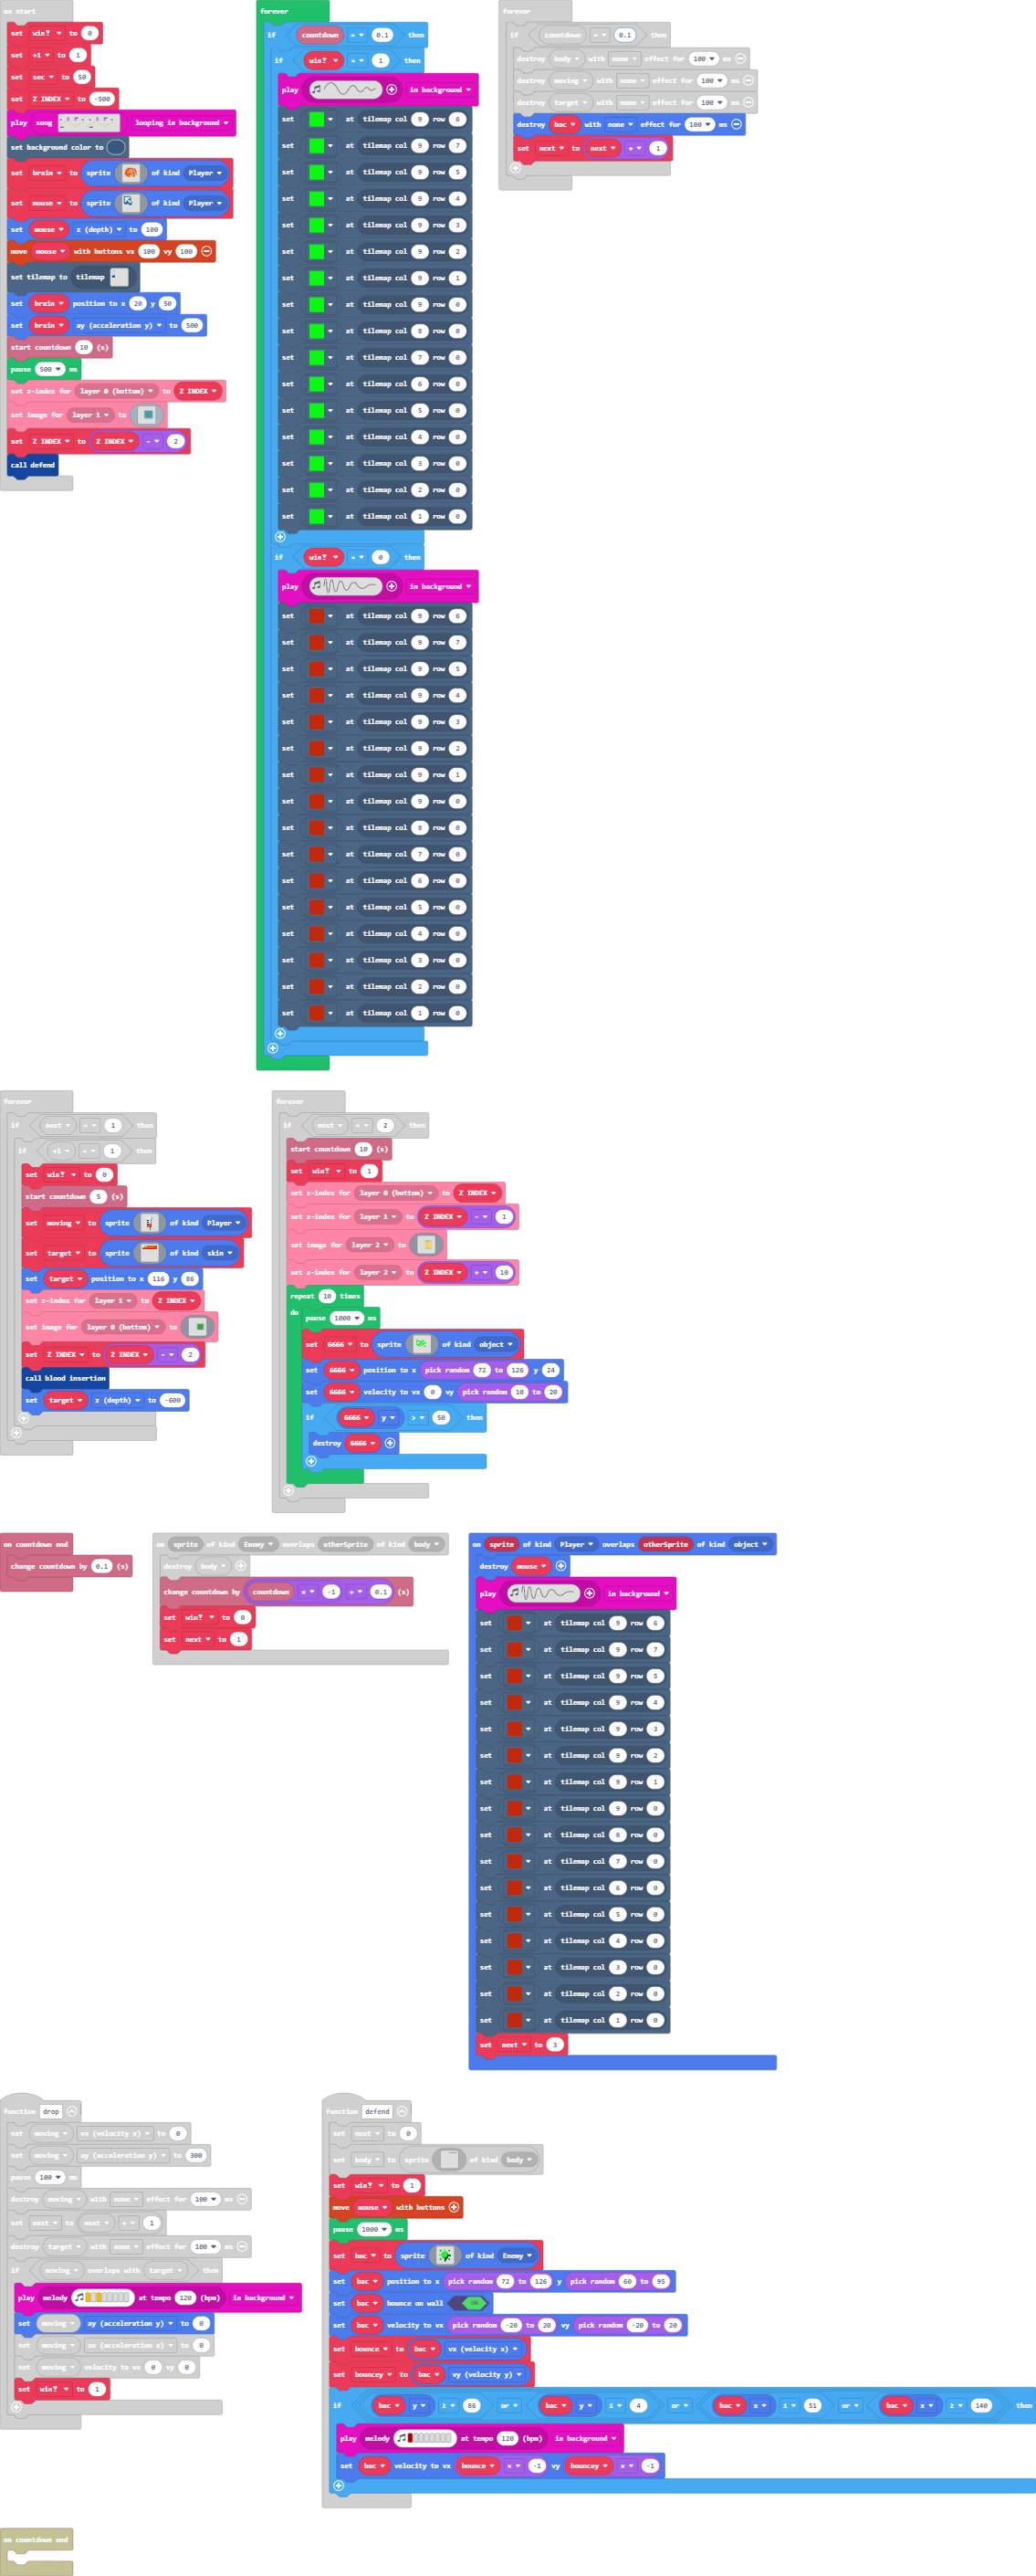 on start
set win? to 0
set +1 to 1
set sec to 50
set Z INDEX to -500
play song looping in background
set background color to
set brain to sprite of kind Player
set mouse to sprite of kind Player
set mouse z (depth) to 100
move mouse with buttons vx 100 vy 100
set tilemap to tilemap
set brain position to x 20 y 50
set brain ay (acceleration y) to 500
start countdown 10 (s)
pause 500 ms
set z-index for layer 0 (bottom) to Z INDEX
set image for layer 1 to
set Z INDEX to Z INDEX - 2
call defend
forever
if countdown = 0.1 then
if win? = 1 then
play in background
set at tilemap col 9 row 6
set at tilemap col 9 row 7
set at tilemap col 9 row 5
set at tilemap col 9 row 4
set at tilemap col 9 row 3
set at tilemap col 9 row 2
set at tilemap col 9 row 1
set at tilemap col 9 row 0
set at tilemap col 8 row 0
set at tilemap col 7 row 0
set at tilemap col 6 row 0
set at tilemap col 5 row 0
set at tilemap col 4 row 0
set at tilemap col 3 row 0
set at tilemap col 2 row 0
set at tilemap col 1 row 0
if win? = 0 then
play in background
set at tilemap col 9 row 6
set at tilemap col 9 row 7
set at tilemap col 9 row 5
set at tilemap col 9 row 4
set at tilemap col 9 row 3
set at tilemap col 9 row 2
set at tilemap col 9 row 1
set at tilemap col 9 row 0
set at tilemap col 8 row 0
set at tilemap col 7 row 0
set at tilemap col 6 row 0
set at tilemap col 5 row 0
set at tilemap col 4 row 0
set at tilemap col 3 row 0
set at tilemap col 2 row 0
set at tilemap col 1 row 0
forever
if countdown = 0.1 then
destroy body with none effect for 100 ms
destroy moving with none effect for 100 ms
destroy target with none effect for 100 ms
destroy bac with none effect for 100 ms
set next to next + 1
forever
if next = 1 then
if +1 = 1 then
set win? to 0
start countdown 5 (s)
set moving to sprite of kind Player
set target to sprite of kind skin
set target position to x 116 y 86
set z-index for layer 1 to Z INDEX
set image for layer 0 (bottom) to
set Z INDEX to Z INDEX - 2
call blood insertion
set target z (depth) to -600
forever
if next = 2 then
start countdown 10 (s)
set win? to 1
set z-index for layer 0 (bottom) to Z INDEX
set z-index for layer 1 to Z INDEX - 1
set image for layer 2 to
set z-index for layer 2 to Z INDEX + 10
repeat 10 times
do
pause 1000 ms
set 6666 to sprite of kind object
set 6666 position to x pick random 72 to 126 y 24
set 6666 velocity to vx 0 vy pick random 10 to 20
if 6666 y > 50 then
destroy 6666
on countdown end
change countdown by 0.1 (s)
on sprite of kind Enemy overlaps otherSprite of kind body
destroy body
change countdown by countdown × -1 + 0.1 (s)
set win? to 0
set next to 1
on sprite of kind Player overlaps otherSprite of kind object
destroy mouse
play in background
set at tilemap col 9 row 6
set at tilemap col 9 row 7
set at tilemap col 9 row 5
set at tilemap col 9 row 4
set at tilemap col 9 row 3
set at tilemap col 9 row 2
set at tilemap col 9 row 1
set at tilemap col 9 row 0
set at tilemap col 8 row 0
set at tilemap col 7 row 0
set at tilemap col 6 row 0
set at tilemap col 5 row 0
set at tilemap col 4 row 0
set at tilemap col 3 row 0
set at tilemap col 2 row 0
set at tilemap col 1 row 0
set next to 3
function drop
set moving vx (velocity x) to 0
set moving ay (acceleration y) to 300
pause 100 ms
destroy moving with none effect for 100 ms
set next to next + 1
destroy target with none effect for 100 ms
if moving overlaps with target then
play melody at tempo 120 (bpm) in background
set moving ay (acceleration y) to 0
set moving ax (acceleration x) to 0
set moving velocity to vx 0 vy 0
set win? to 1
function defend
set next to 0
set body to sprite of kind body
set win? to 1
move mouse with buttons
pause 1000 ms
set bac to sprite of kind Enemy
set bac position to x pick random 72 to 126 y pick random 60 to 95
set bac bounce on wall ON
set bac velocity to vx pick random -20 to 20 vy pick random -20 to 20
set bounce to bac vx (velocity x)
set bouncey to bac vy (velocity y)
if bac y ≥ 86 or bac y ≤ 4 or bac x ≤ 51 or bac x ≥ 140 then
play melody at tempo 120 (bpm) in background
set bac velocity to vx bounce × -1 vy bouncey × -1
on countdown end